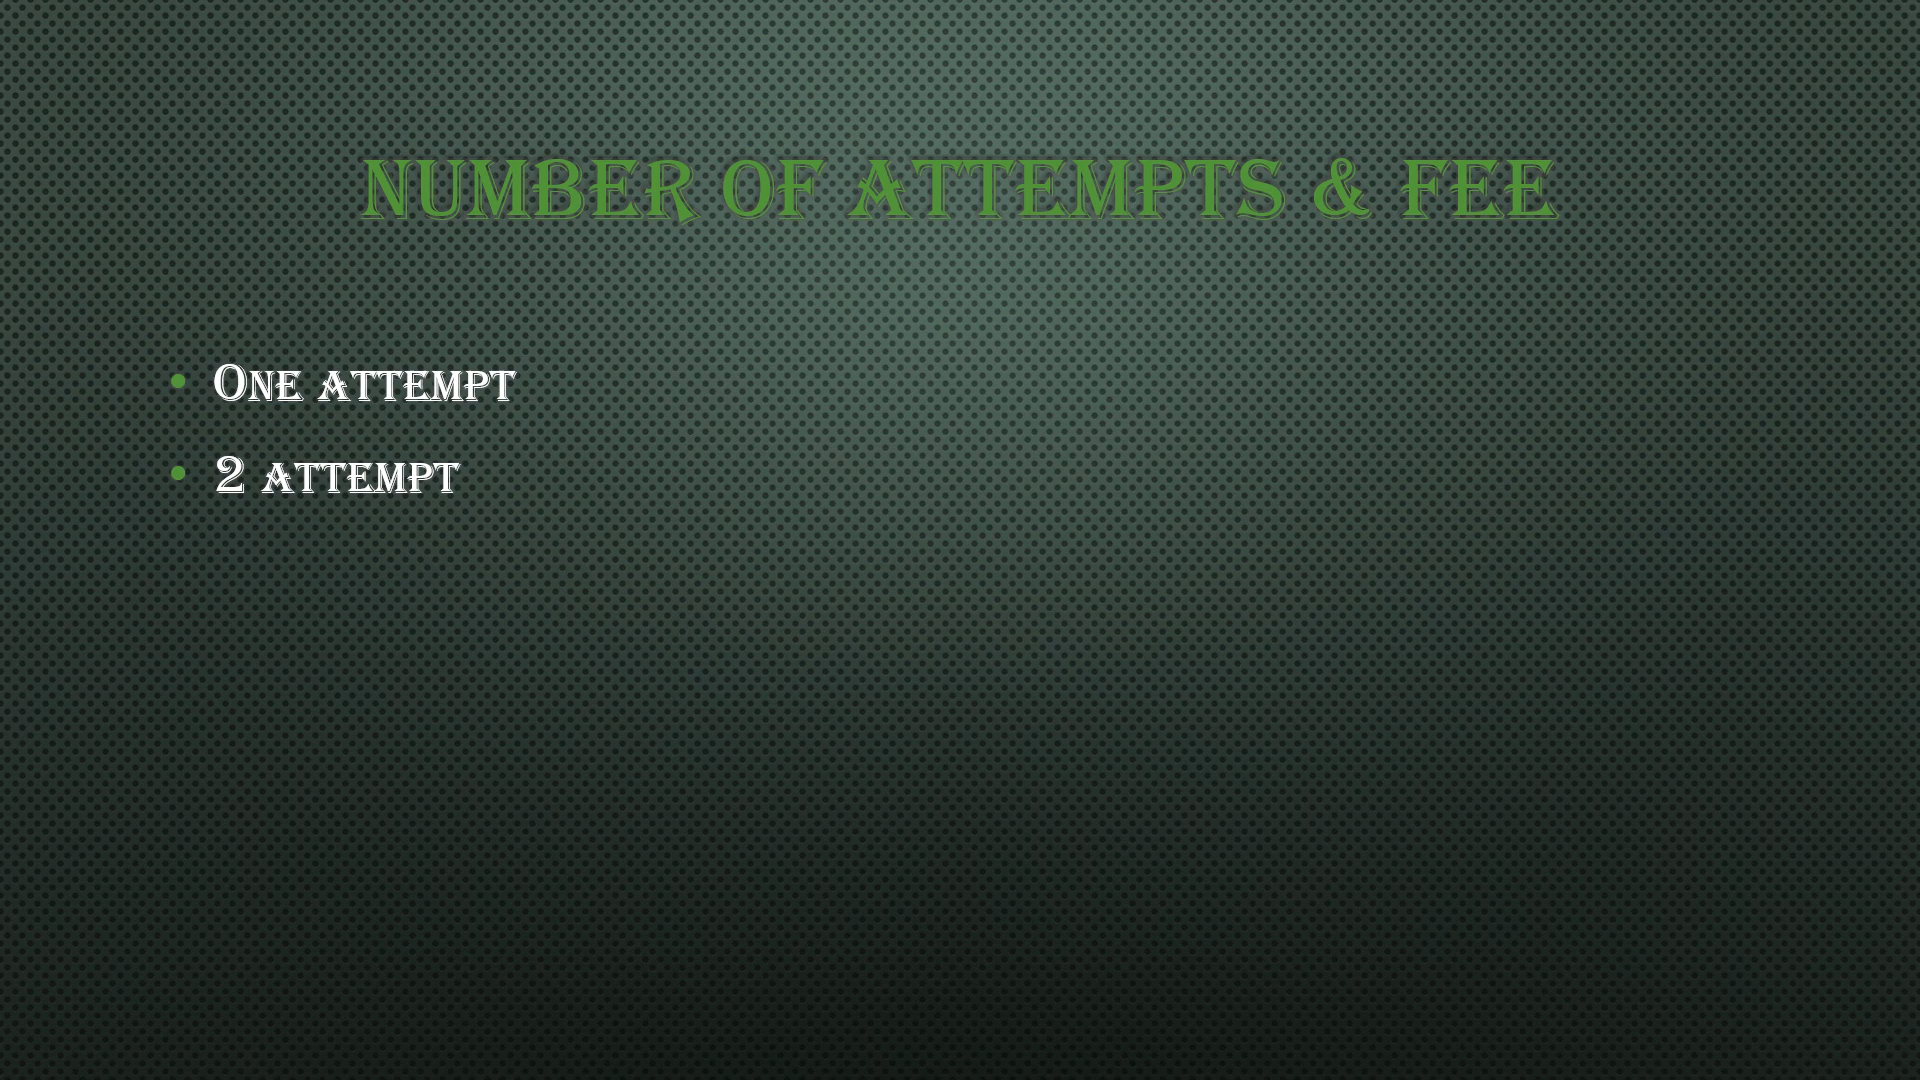 NUMBER OF ATTEMPTS & FEE
• One attempt
• 2 attempt